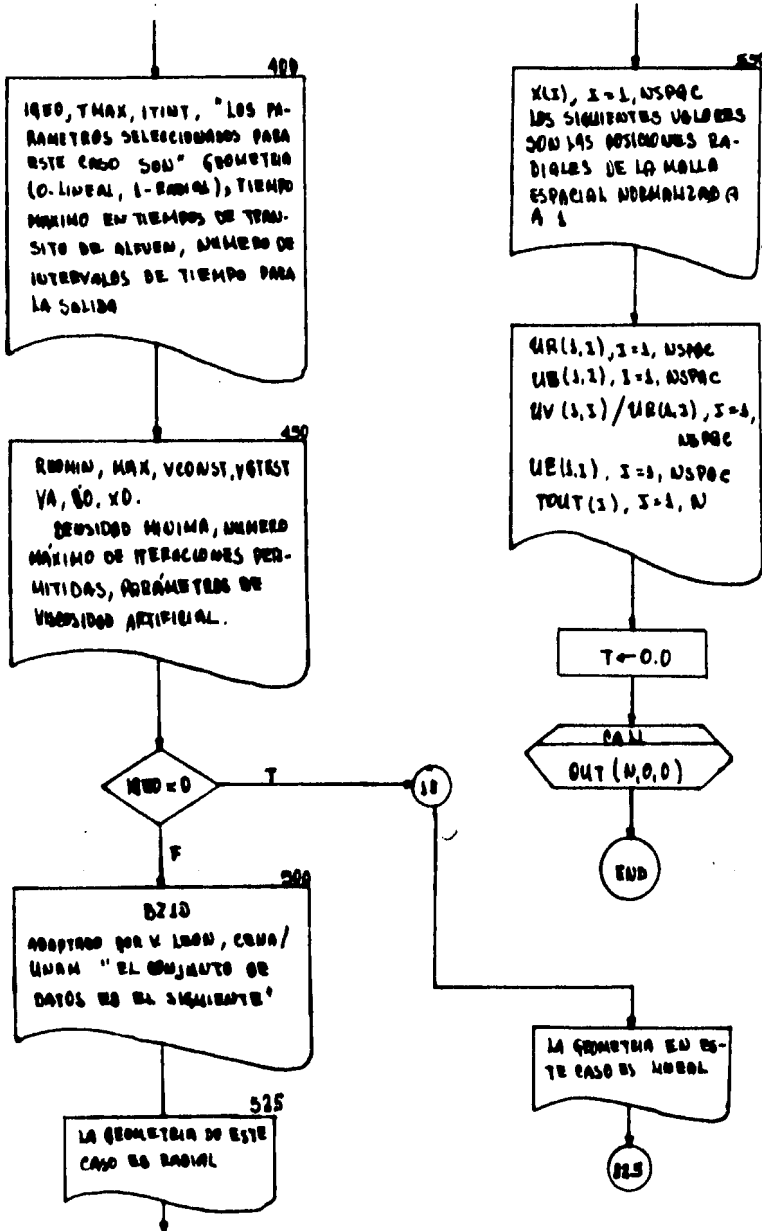 400
IGEO, TMAX, ITINT, "LOS PA-
RAMETROS SELECCIONADOS PARA
ESTE CASO SON" GEOMETRIA
(0-LINEAL, 1-RADIAL), TIEMPO
MAXIMO EN TIEMPOS DE TRAN-
SITO DE ALFVEN, NUMERO DE
INTERVALOS DE TIEMPO PARA
LA SALIDA
450
RHOMIN, MAX, VCONST,
VA, BO, XO.
DENSIDAD MINIMA, NUMERO
MÁXIMO DE ITERACIONES PER-
MITIDAS, PARÁMETROS DE
VISCOSIDAD ARTIFICIAL.
IGEO = 0
T
F
500
BZ1D
ADOPTADO POR K LEON, CENA/
UNAM "EL CONJUNTO DE
DATOS ES EL SIGUIENTE"
525
LA GEOMETRIA DE ESTE
CASO ES RADIAL
X(I), I=1, NSPAC
LOS SIGUIENTES VALORES
SON LAS POSICIONES RA-
DIALES DE LA MALLA
ESPACIAL NORMALIZADA
A 1
UR(1,I), I=1, NSPAC
UB(1,I), I=1, NSPAC
UV(1,I)/UR(1,I), I=1,
NSPAC
UE(1,I), I=1, NSPAC
TOUT(I), I=1, N
T←0.0
CALL
OUT (N,0,0)
END
LA GEOMETRIA EN ES-
TE CASO ES LINEAL